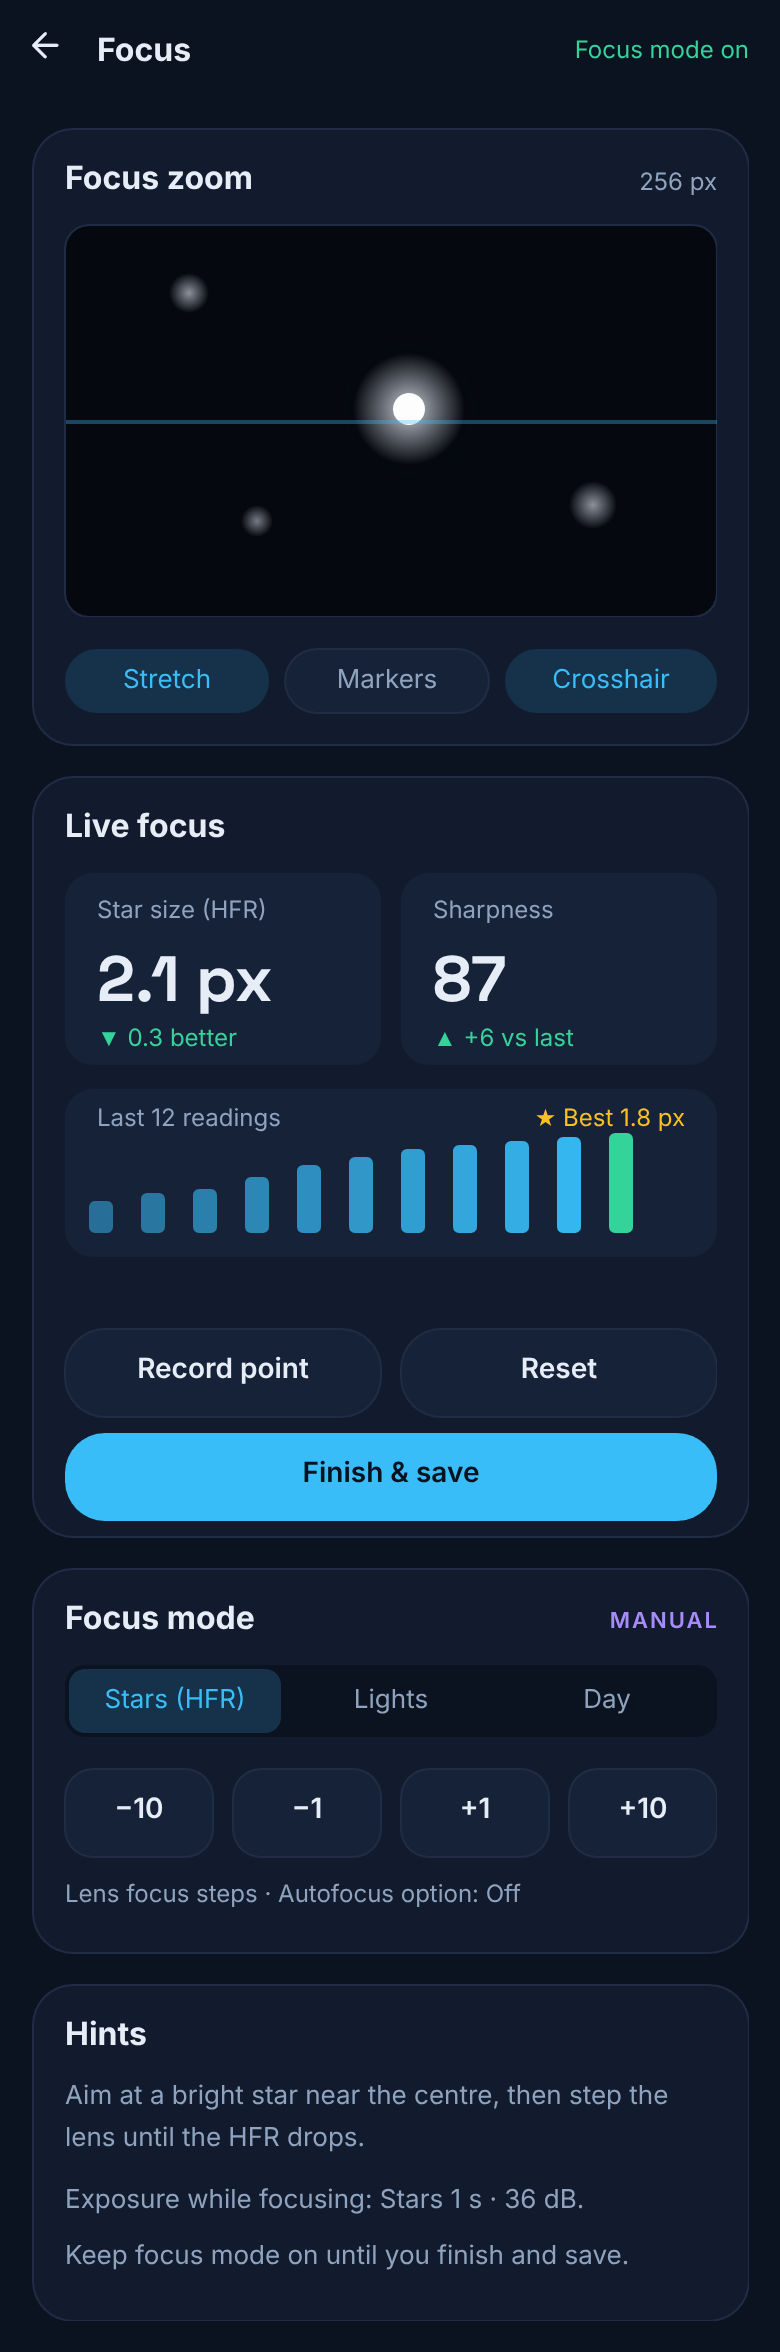 Focus
Focus mode on
Focus zoom
256 px
Stretch
Markers
Crosshair
Live focus
Star size (HFR)
Sharpness
2.1 px
87
▼ 0.3 better
▲ +6 vs last
Last 12 readings
★ Best 1.8 px
Record point
Reset
Finish & save
Focus mode
MANUAL
Stars (HFR)
Lights
Day
−10
−1
+1
+10
Lens focus steps · Autofocus option: Off
Hints
Aim at a bright star near the centre, then step the
lens until the HFR drops.
Exposure while focusing: Stars 1 s · 36 dB.
Keep focus mode on until you finish and save.